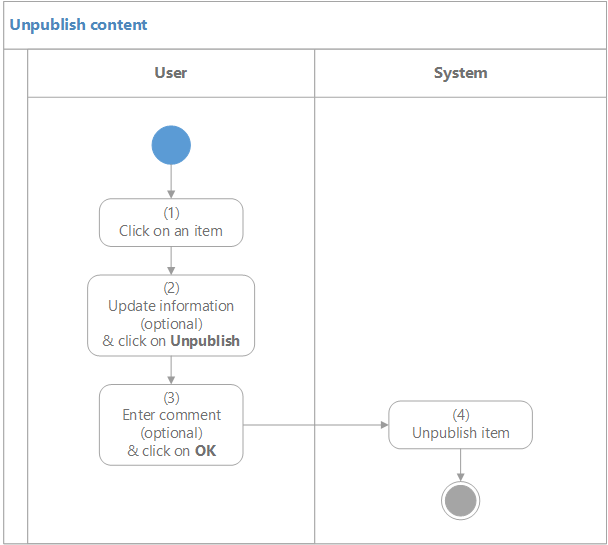 Unpublish content
User
System
(1)
Click on an item
(2)
Update information
(optional)
& click on Unpublish
(3)
Enter comment
(optional)
& click on OK
(4)
Unpublish item